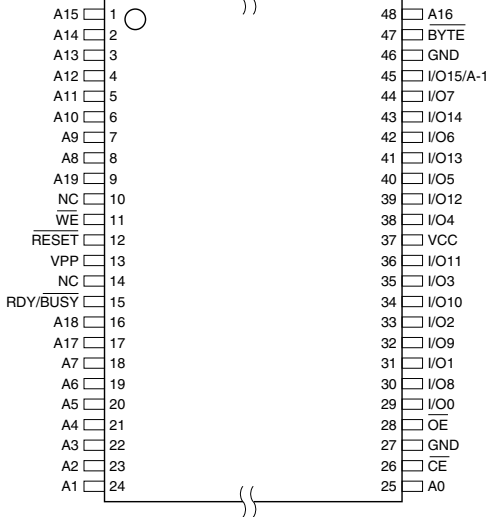 A15 1 48 A16
A14 2 47 BYTE
A13 3 46 GND
A12 4 45 I/O15/A-1
A11 5 44 I/O7
A10 6 43 I/O14
A9 7 42 I/O6
A8 8 41 I/O13
A19 9 40 I/O5
NC 10 39 I/O12
WE 11 38 I/O4
RESET 12 37 VCC
VPP 13 36 I/O11
NC 14 35 I/O3
RDY/BUSY 15 34 I/O10
A18 16 33 I/O2
A17 17 32 I/O9
A7 18 31 I/O1
A6 19 30 I/O8
A5 20 29 I/O0
A4 21 28 OE
A3 22 27 GND
A2 23 26 CE
A1 24 25 A0